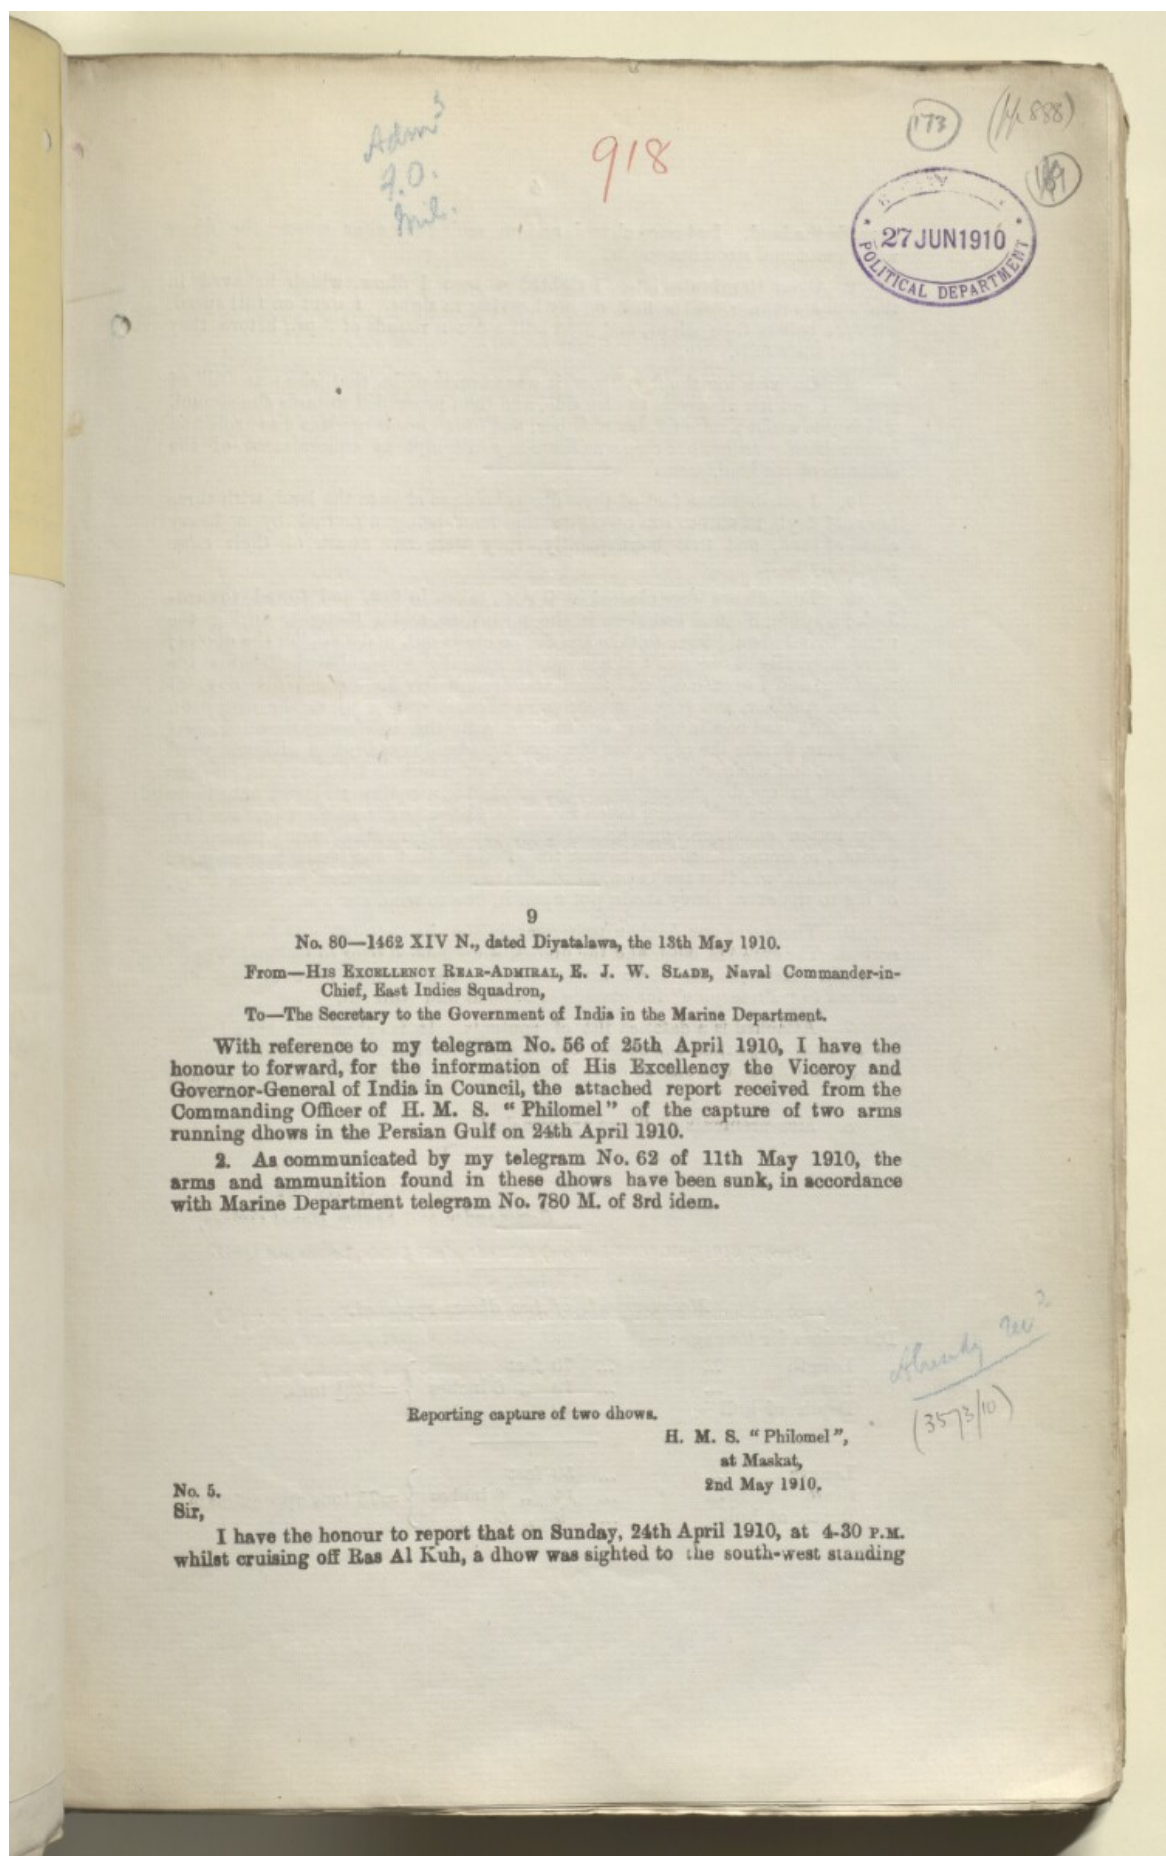 Adm
F.O.
Mil.
918
173
27 JUN 1910
POLITICAL DEPARTMENT
9
No. 80—1462 XIV N., dated Diyatalawa, the 13th May 1910.
From—HIS EXCELLENCY REAR-ADMIRAL, E. J. W. SLADE, Naval Commander-in-
Chief, East Indies Squadron,
To—The Secretary to the Government of India in the Marine Department.
With reference to my telegram No. 56 of 25th April 1910, I have the
honour to forward, for the information of His Excellency the Viceroy and
Governor-General of India in Council, the attached report received from the
Commanding Officer of H. M. S. "Philomel" of the capture of two arms
running dhows in the Persian Gulf on 24th April 1910.
2. As communicated by my telegram No. 62 of 11th May 1910, the
arms and ammunition found in these dhows have been sunk, in accordance
with Marine Department telegram No. 780 M. of 3rd idem.
Already
(3573/10)
Reporting capture of two dhows.
H. M. S. "Philomel",
at Maskat,
2nd May 1910.
No. 5.
Sir,
I have the honour to report that on Sunday, 24th April 1910, at 4-30 P.M.
whilst cruising off Ras Al Kuh, a dhow was sighted to the south-west standing